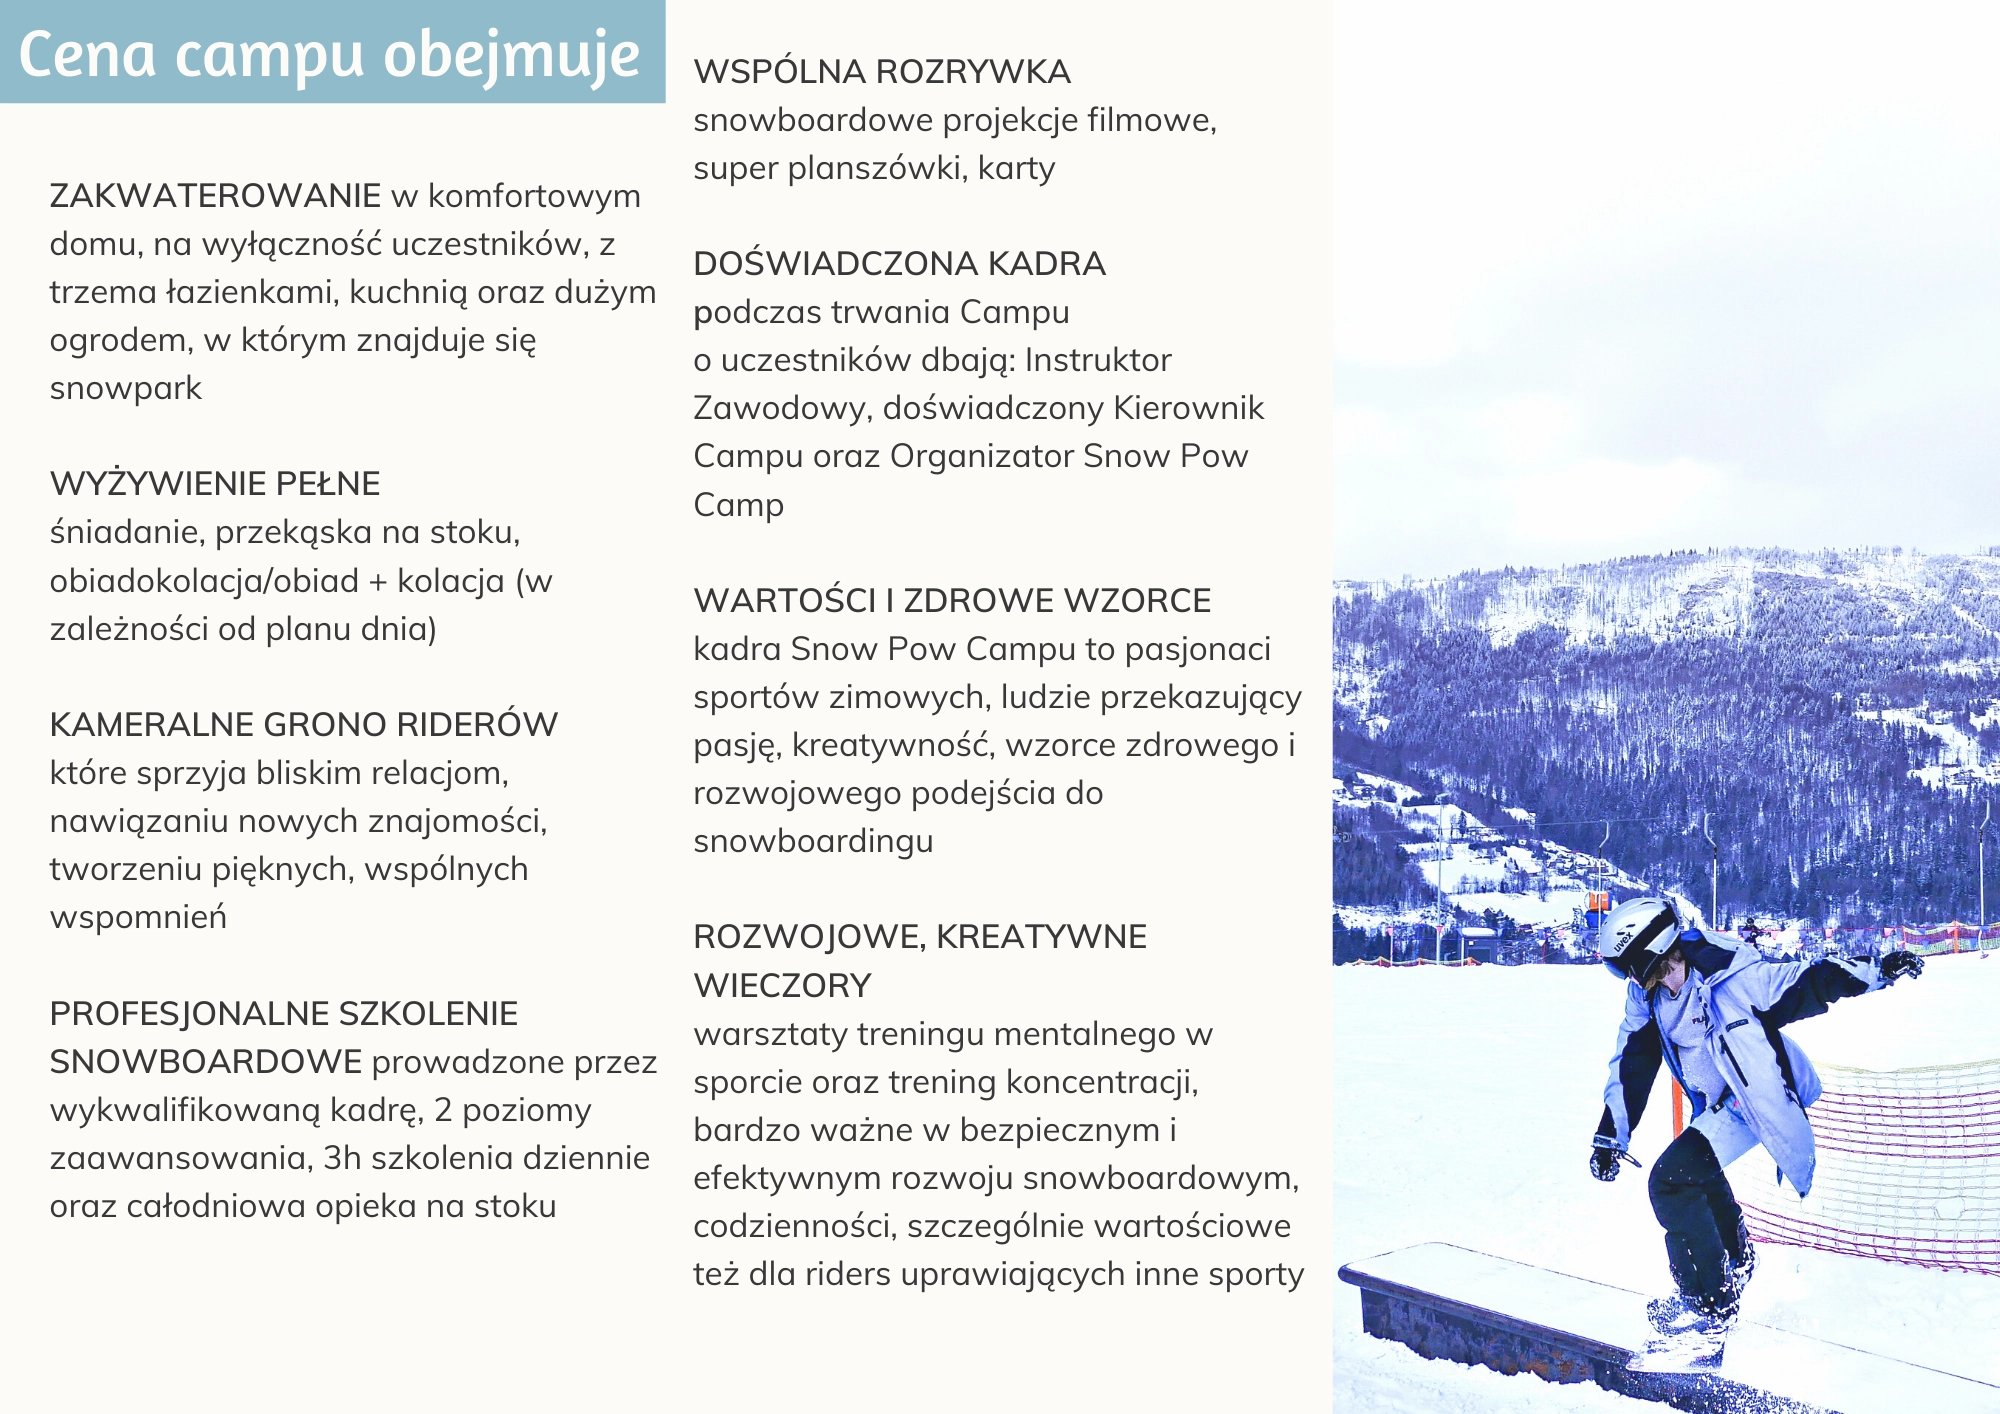 Cena campu obejmuje
ZAKWATEROWANIE w komfortowym
domu, na wyłączność uczestników, z
trzema łazienkami, kuchnią oraz dużym
ogrodem, w którym znajduje się
snowpark
WYŻYWIENIE PEŁNE
śniadanie, przekąska na stoku,
obiadokolacja/obiad + kolacja (w
zależności od planu dnia)
KAMERALNE GRONO RIDERÓW
które sprzyja bliskim relacjom,
nawiązaniu nowych znajomości,
tworzeniu pięknych, wspólnych
wspomnień
PROFESJONALNE SZKOLENIE
SNOWBOARDOWE prowadzone przez
wykwalifikowaną kadrę, 2 poziomy
zaawansowania, 3h szkolenia dziennie
oraz całodniowa opieka na stoku
WSPÓLNA ROZRYWKA
snowboardowe projekcje filmowe,
super planszówki, karty
DOŚWIADCZONA KADRA
podczas trwania Campu
o uczestników dbają: Instruktor
Zawodowy, doświadczony Kierownik
Campu oraz Organizator Snow Pow
Camp
WARTOŚCI I ZDROWE WZORCE
kadra Snow Pow Campu to pasjonaci
sportów zimowych, ludzie przekazujący
pasję, kreatywność, wzorce zdrowego i
rozwojowego podejścia do
snowboardingu
ROZWOJOWE, KREATYWNE
WIECZORY
warsztaty treningu mentalnego w
sporcie oraz trening koncentracji,
bardzo ważne w bezpiecznym i
efektywnym rozwoju snowboardowym,
codzienności, szczególnie wartościowe
też dla riders uprawiających inne sporty
uvex